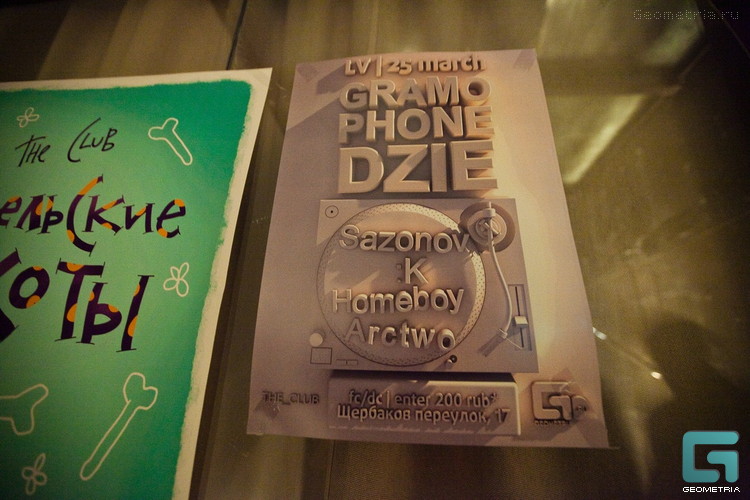 Geometria.ru
THE CLUB
ельские
коты
LV | 25 march
GRAMO
PHONE
DZIE
Sazonov
K
Homeboy
Arctwo
THE_CLUB
fc/dc | enter 200 rub*
Щербаков переулок, 17
GEOMETRIA